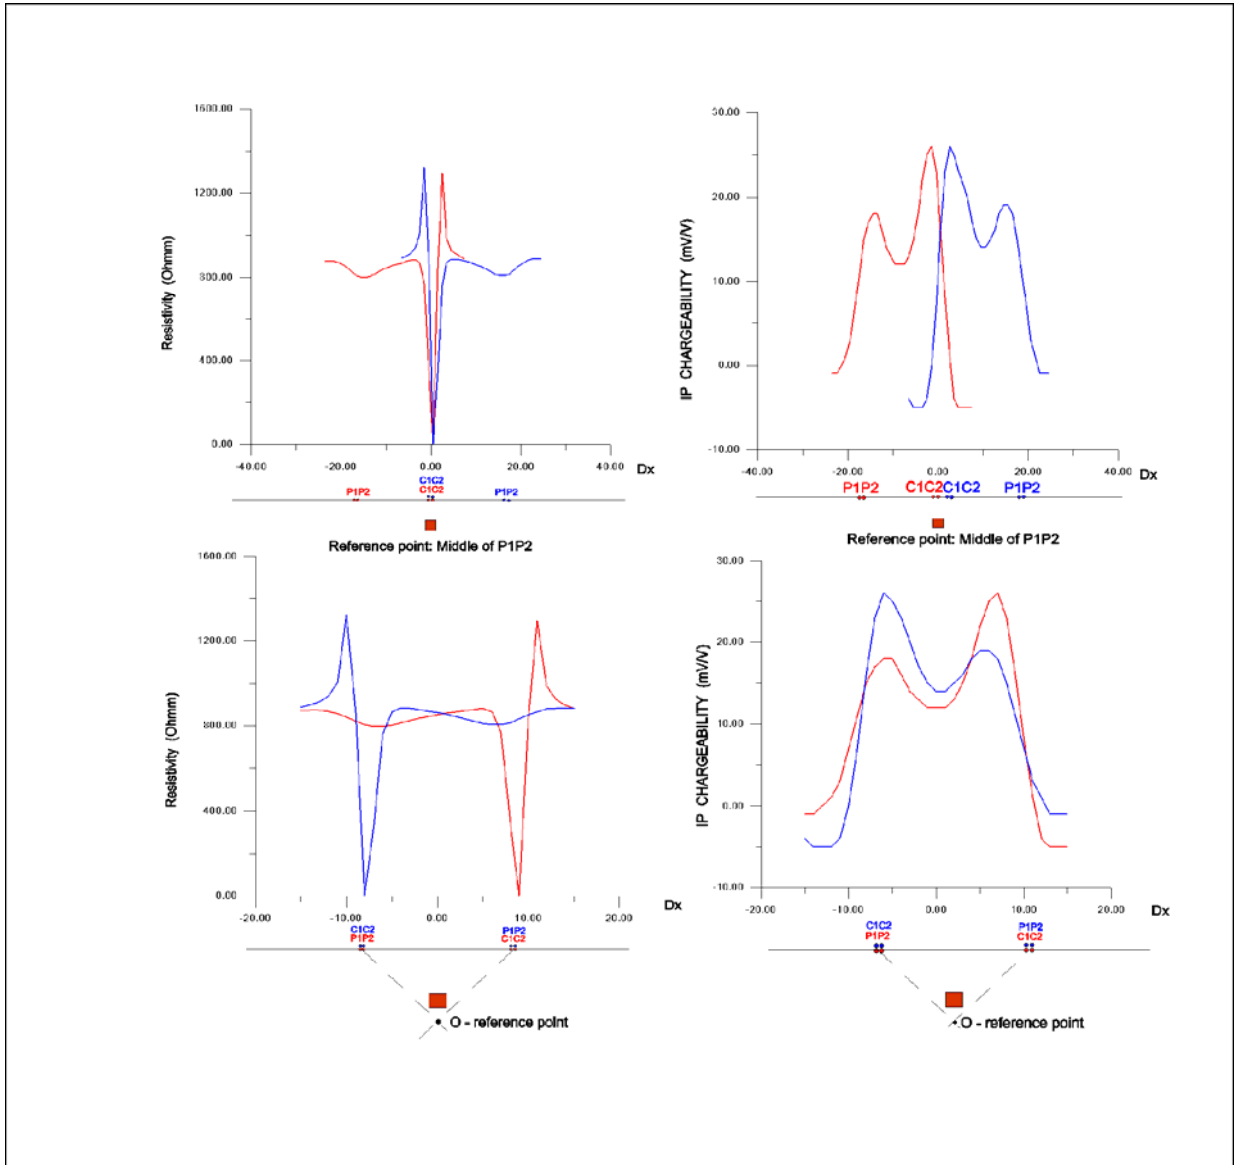 1600.00
1200.00
800.00
400.00
0.00
Resistivity (Ohmm)
-40.00
-20.00
0.00
20.00
40.00
Dx
C1C2
P1P2
C1C2
P1P2
Reference point: Middle of P1P2
30.00
20.00
10.00
0.00
-10.00
IP CHARGEABILITY (mV/V)
-40.00
-20.00
0.00
20.00
40.00
Dx
P1P2
C1C2
C1C2
P1P2
Reference point: Middle of P1P2
1600.00
1200.00
800.00
400.00
0.00
Resistivity (Ohmm)
-20.00
-10.00
0.00
10.00
20.00
Dx
C1C2
P1P2
P1P2
C1C2
O - reference point
30.00
20.00
10.00
0.00
-10.00
IP CHARGEABILITY (mV/V)
-20.00
-10.00
0.00
10.00
20.00
Dx
C1C2
P1P2
P1P2
C1C2
O - reference point